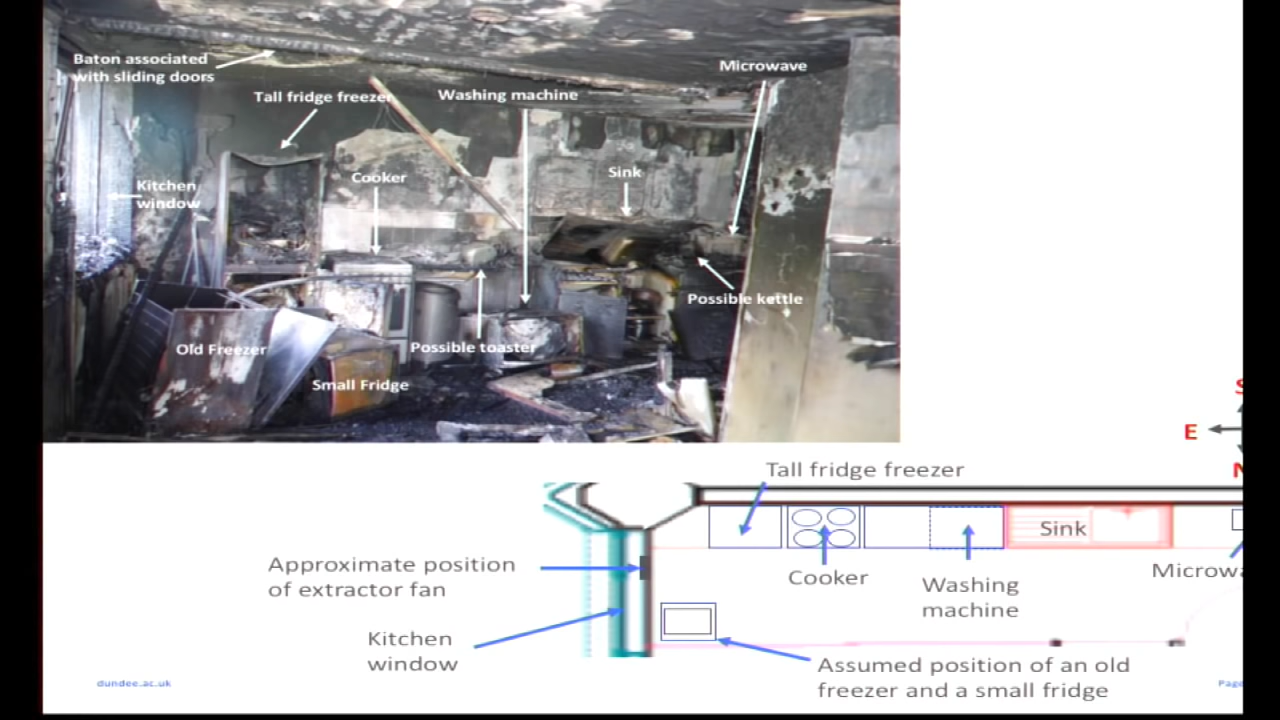 Baton associated
with sliding doors
Microwave
Tall fridge freezer
Washing machine
Kitchen
window
Cooker
Sink
Possible kettle
Old Freezer
Possible toaster
Small Fridge
E
Tall fridge freezer
Sink
Approximate position
of extractor fan
Cooker
Washing
machine
Kitchen
window
Assumed position of an old
freezer and a small fridge
dundee.ac.uk